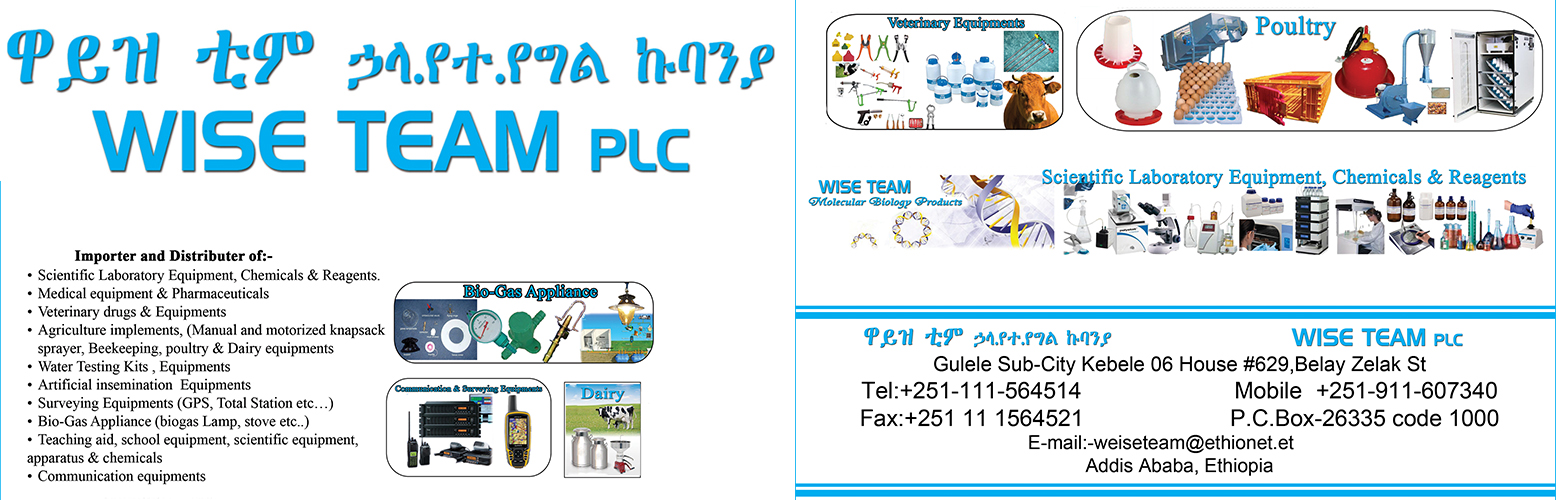 ዋይዝ ቲም ኃላ.የተ.የግል ኩባንያ
WISE TEAM PLC
Importer and Distributer of:-
• Scientific Laboratory Equipment, Chemicals & Reagents.
• Medical equipment & Pharmaceuticals
• Veterinary drugs & Equipments
• Agriculture implements, (Manual and motorized knapsack
sprayer, Beekeeping, poultry & Dairy equipments
• Water Testing Kits , Equipments
• Artificial insemination Equipments
• Surveying Equipments (GPS, Total Station etc…)
• Bio-Gas Appliance (biogas Lamp, stove etc..)
• Teaching aid, school equipment, scientific equipment,
apparatus & chemicals
• Communication equipments
Bio-Gas Appliance
Communication & Surveying Equipments
Dairy
Veterinary Equipments
Poultry
WISE TEAM
Molecular Biology Products
Scientific Laboratory Equipment, Chemicals & Reagents
ዋይዝ ቲም ኃላ.የተ.የግል ኩባንያ
WISE TEAM PLC
Gulele Sub-City Kebele 06 House #629,Belay Zelak St
Tel:+251-111-564514
Mobile +251-911-607340
Fax:+251 11 1564521
P.C.Box-26335 code 1000
E-mail:-weiseteam@ethionet.et
Addis Ababa, Ethiopia